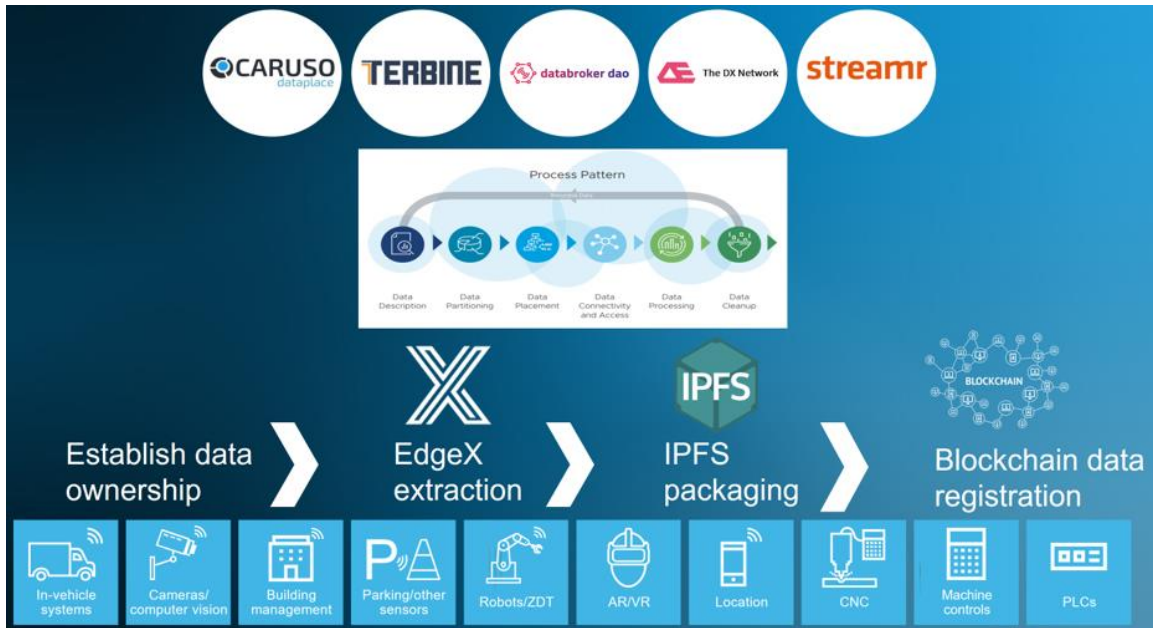 CARUSO
dataplace
TERBINE
databroker dao
The DX Network
streamr
Process Pattern
Data
Description
Data
Partitioning
Data
Placement
Data
Connectivity
and Access
Data
Processing
Data
Cleanup
IPFS
BLOCKCHAIN
Establish data
ownership
EdgeX
extraction
IPFS
packaging
Blockchain data
registration
In-vehicle
systems
Cameras/
computer vision
Building
management
P
Parking/other
sensors
Robots/ZDT
AR/VR
Location
CNC
Machine
controls
PLCs